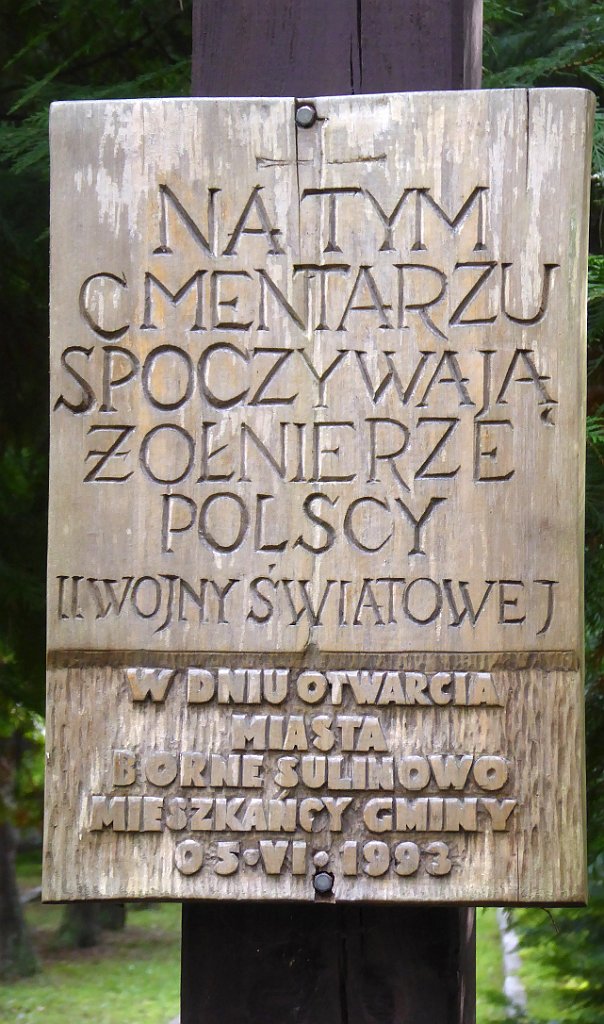 NA TYM
CMENTARZU
SPOCZYWAJĄ
ŻOŁNIERZE
POLSCY
II WOJNY ŚWIATOWEJ
W DNIU OTWARCIA
MIASTA
BORNE SULINOWO
MIESZKAŃCY GMINY
05•VI•1993